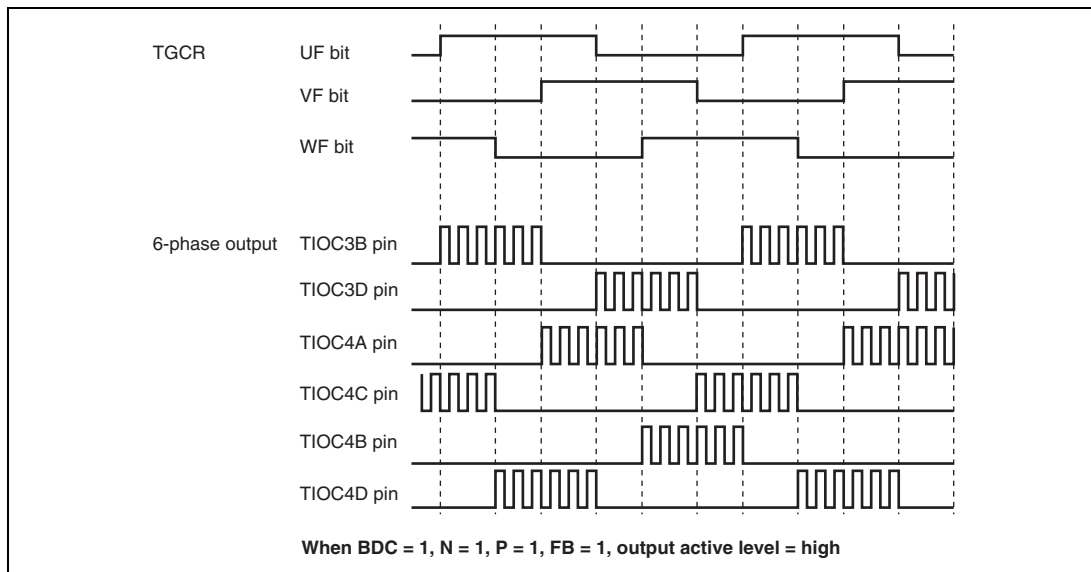 TGCR UF bit
VF bit
WF bit
6-phase output TIOC3B pin
TIOC3D pin
TIOC4A pin
TIOC4C pin
TIOC4B pin
TIOC4D pin
When BDC = 1, N = 1, P = 1, FB = 1, output active level = high